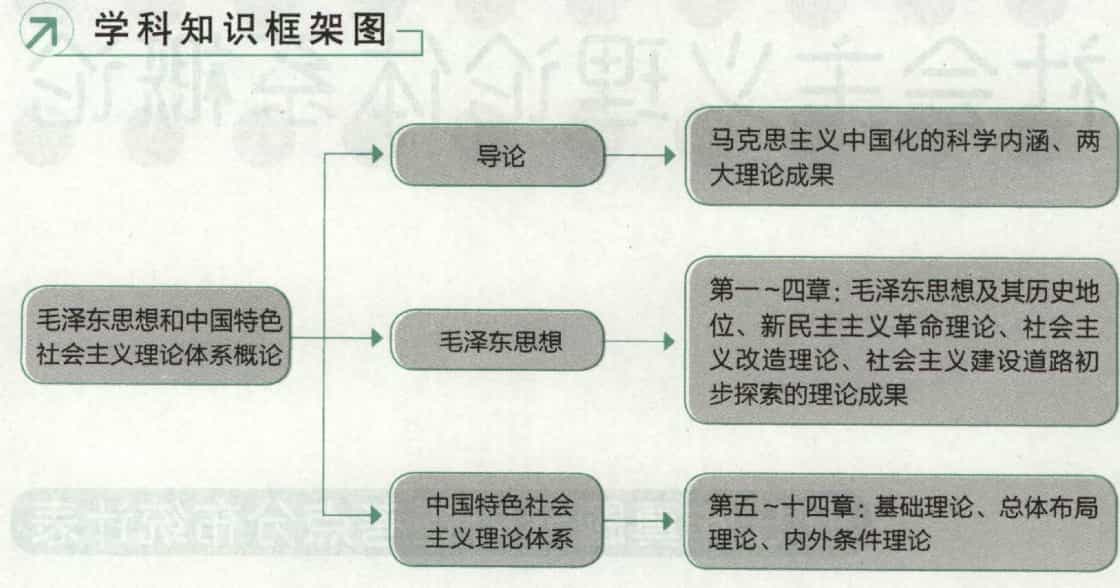 学科知识框架图
导论
马克思主义中国化的科学内涵、两
大理论成果
毛泽东思想和中国特色
社会主义理论体系概论
毛泽东思想
第一~四章：毛泽东思想及其历史地
位、新民主主义革命理论、社会主
义改造理论、社会主义建设道路初
步探索的理论成果
中国特色社会
主义理论体系
第五~十四章：基础理论、总体布局
理论、内外条件理论